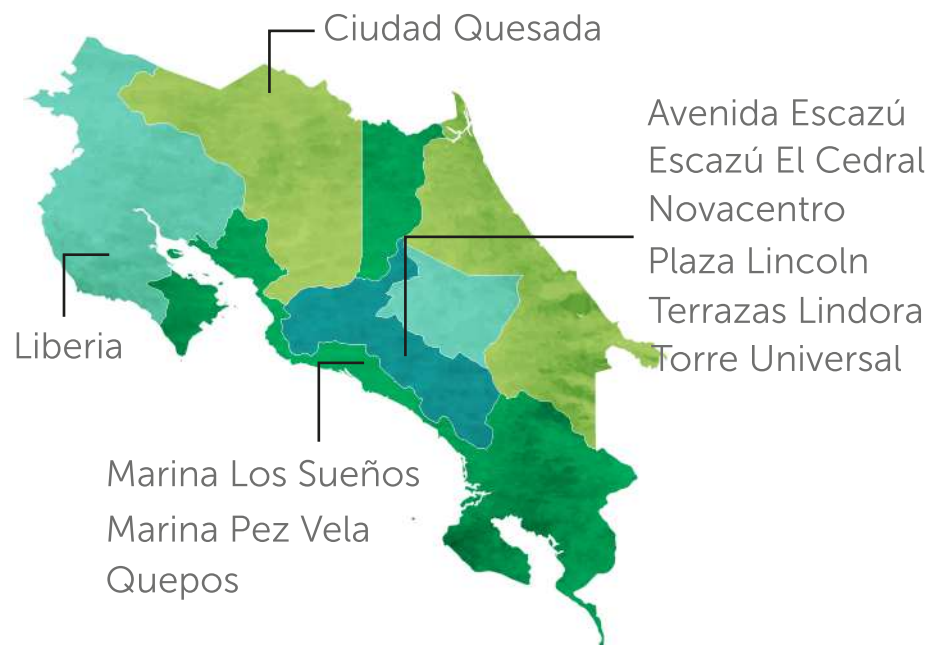 Ciudad Quesada
Avenida Escazú
Escazú El Cedral
Novacentro
Plaza Lincoln
Terrazas Lindora
Torre Universal
Liberia
Marina Los Sueños
Marina Pez Vela
Quepos